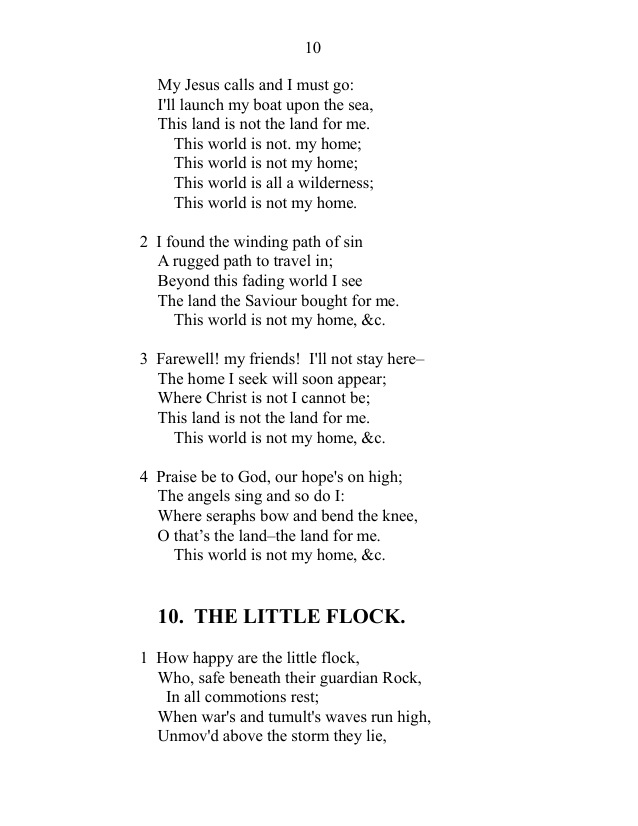 10
My Jesus calls and I must go:
I'll launch my boat upon the sea,
This land is not the land for me.
This world is not. my home;
This world is not my home;
This world is all a wilderness;
This world is not my home.
2 I found the winding path of sin
A rugged path to travel in;
Beyond this fading world I see
The land the Saviour bought for me.
This world is not my home, &c.
3 Farewell! my friends! I'll not stay here–
The home I seek will soon appear;
Where Christ is not I cannot be;
This land is not the land for me.
This world is not my home, &c.
4 Praise be to God, our hope's on high;
The angels sing and so do I:
Where seraphs bow and bend the knee,
O that’s the land–the land for me.
This world is not my home, &c.
10. THE LITTLE FLOCK.
1 How happy are the little flock,
Who, safe beneath their guardian Rock,
In all commotions rest;
When war's and tumult's waves run high,
Unmov'd above the storm they lie,